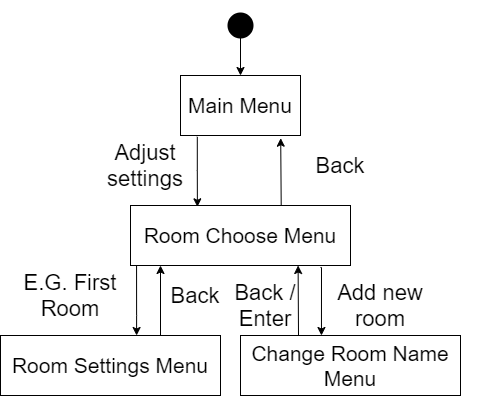 Main Menu
Adjust
settings
Back
Room Choose Menu
E.G. First
Room
Back
Back /
Enter
Add new
room
Room Settings Menu
Change Room Name
Menu